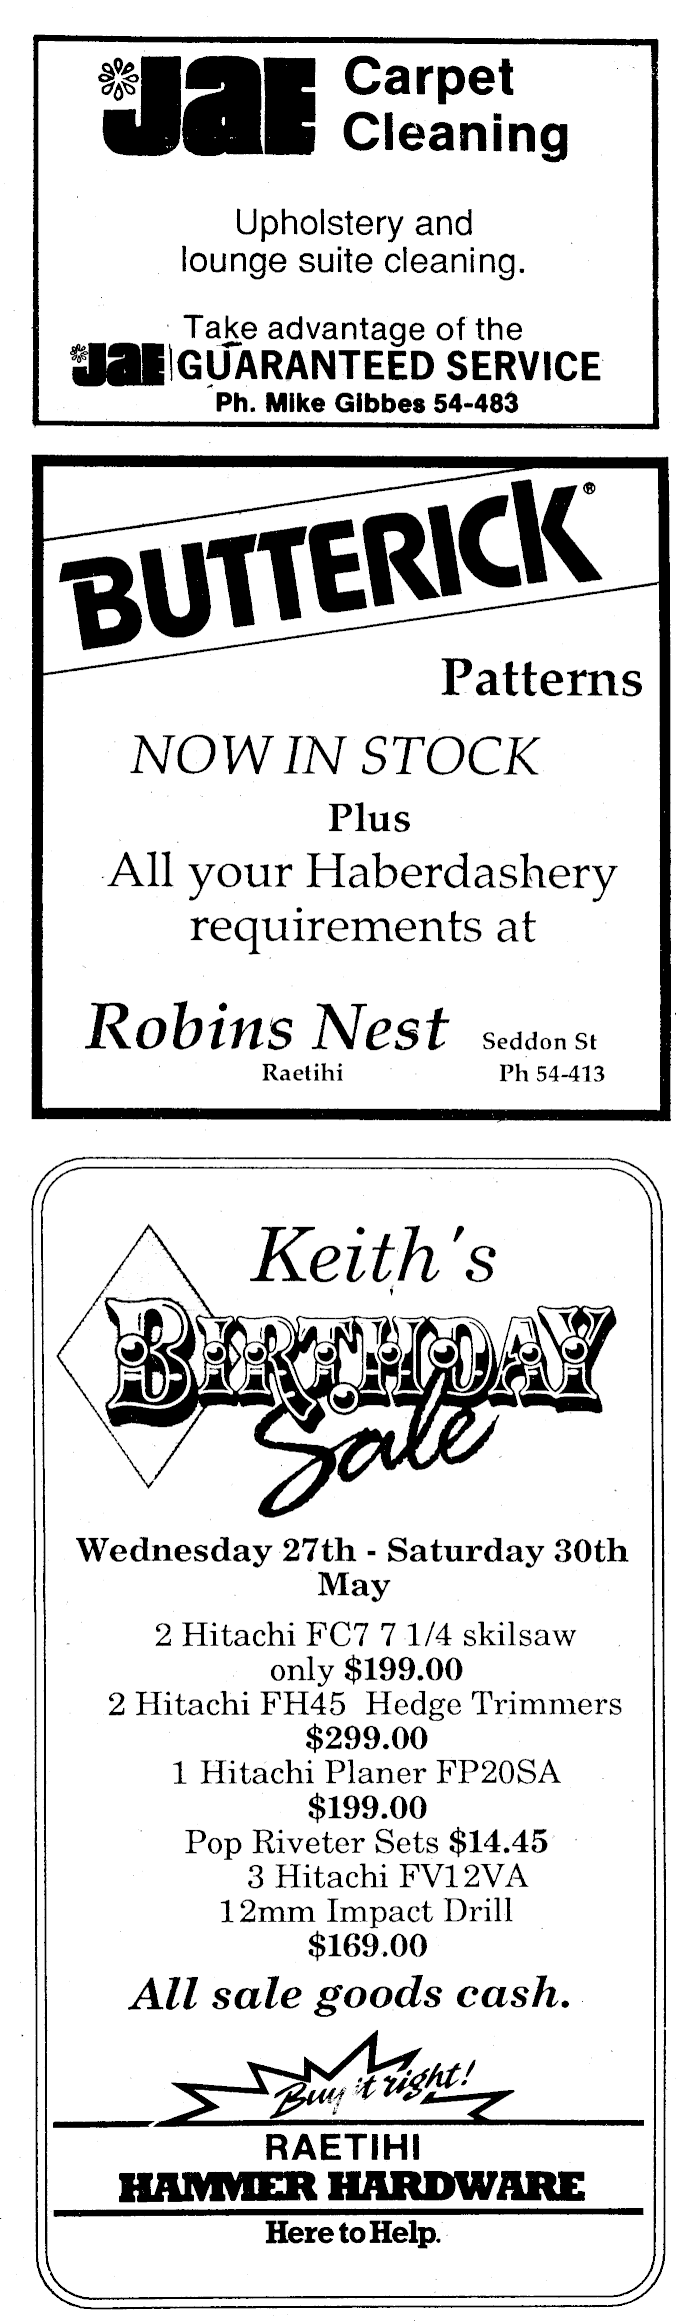 JAE Carpet
Cleaning
Upholstery and
lounge suite cleaning.
Take advantage of the
JAE GUARANTEED SERVICE
Ph. Mike Gibbes 54-483
BUTTERICK®
Patterns
NOW IN STOCK
Plus
All your Haberdashery
requirements at
Robins Nest Seddon St
Raetihi Ph 54-413
Keith's
BIRTHDAY
Sale
Wednesday 27th - Saturday 30th
May
2 Hitachi FC7 7 1/4 skilsaw
only $199.00
2 Hitachi FH45 Hedge Trimmers
$299.00
1 Hitachi Planer FP20SA
$199.00
Pop Riveter Sets $14.45
3 Hitachi FV12VA
12mm Impact Drill
$169.00
All sale goods cash.
Buy it right!
RAETIHI
HAMMER HARDWARE
Here to Help.